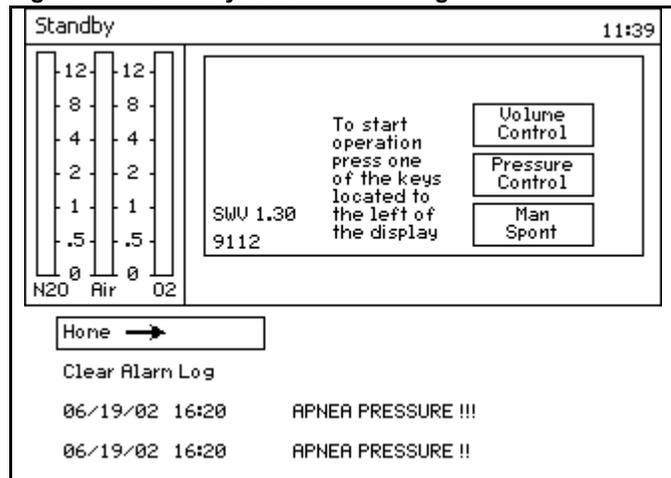 Standby 11:39
12 12
8 8
4 4
2 2
1 1
.5 .5
0 0
N2O Air O2
SWV 1.30
9112
To start
operation
press one
of the keys
located to
the left of
the display
Volume
Control
Pressure
Control
Man
Spont
Home
Clear Alarm Log
06/19/02 16:20 APNEA PRESSURE !!!
06/19/02 16:20 APNEA PRESSURE !!